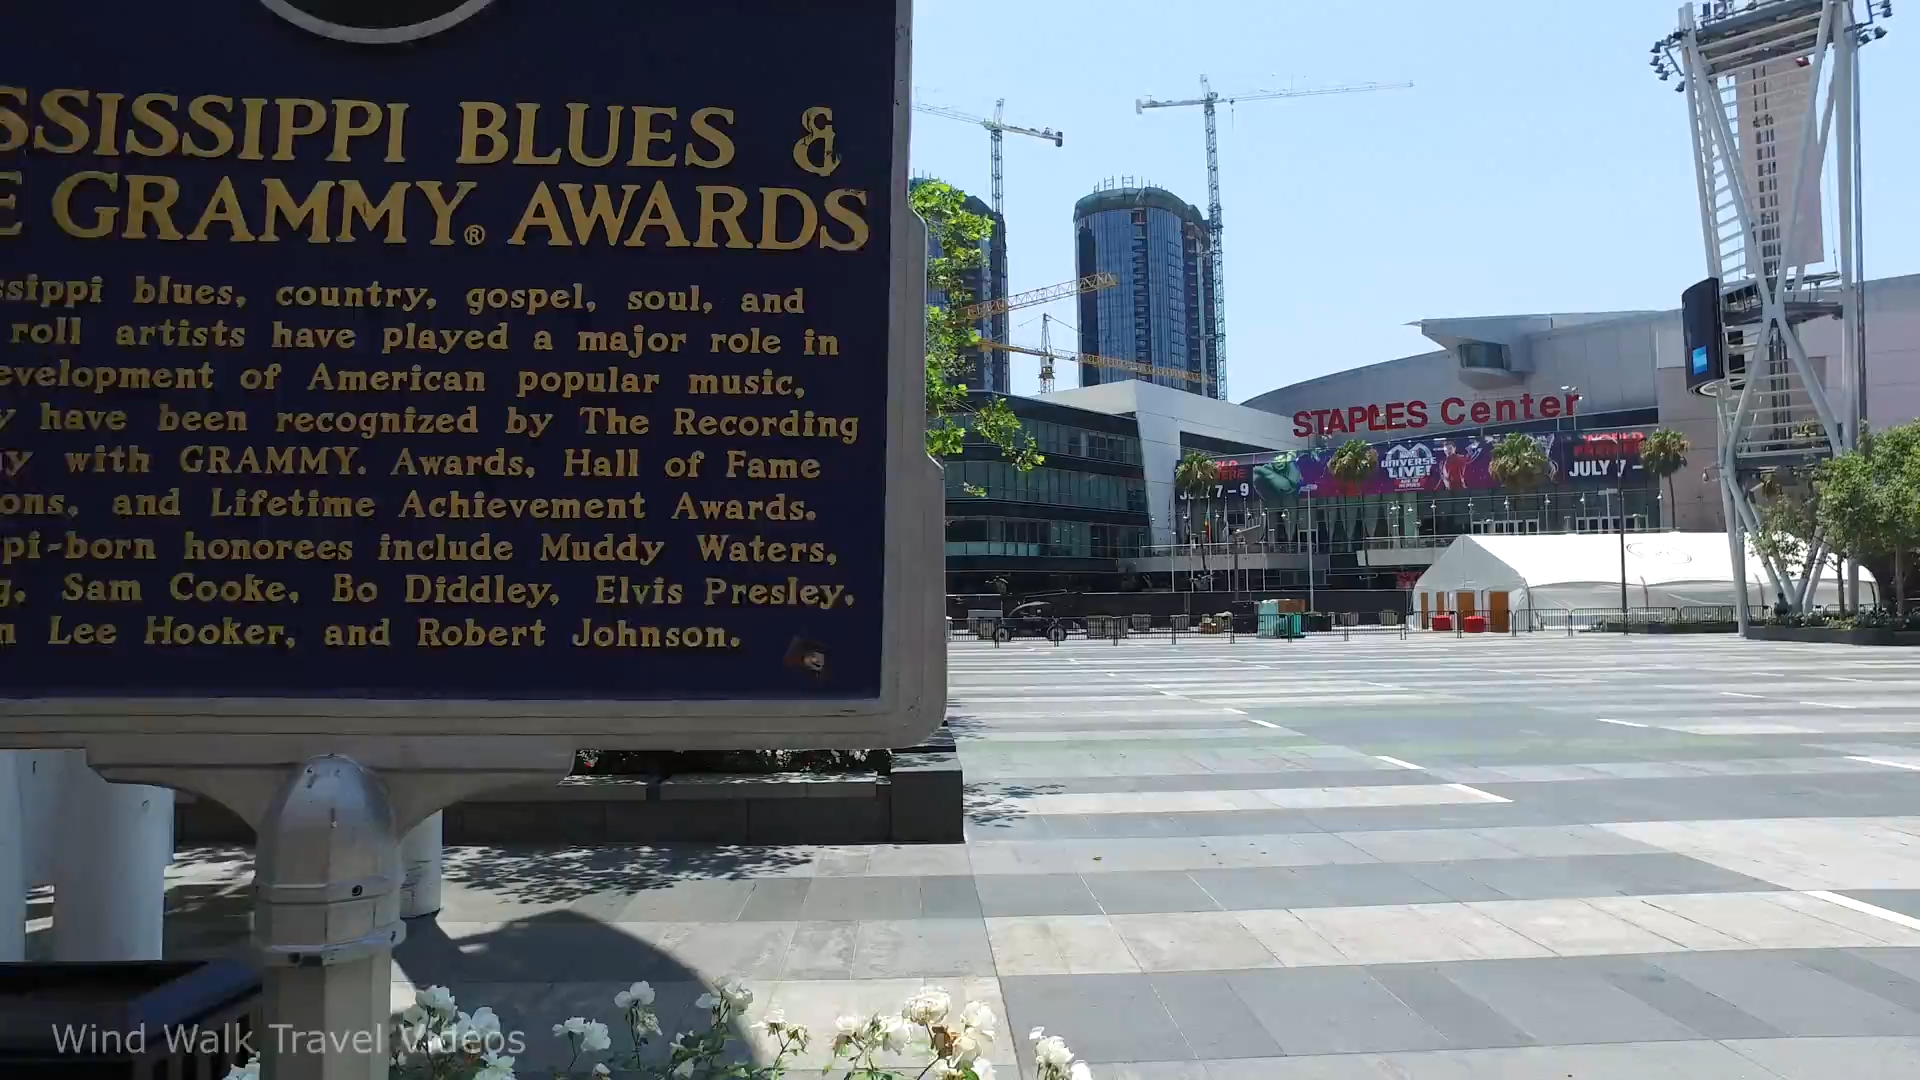 SSISSIPPI BLUES &
E GRAMMY® AWARDS
ssippi blues, country, gospel, soul, and
roll artists have played a major role in
evelopment of American popular music,
y have been recognized by The Recording
y with GRAMMY. Awards, Hall of Fame
ons, and Lifetime Achievement Awards.
pi-born honorees include Muddy Waters,
g, Sam Cooke, Bo Diddley, Elvis Presley,
n Lee Hooker, and Robert Johnson.
STAPLES Center
UNIVERSE
LIVE!
7-9
JULY 7-
Wind Walk Travel Videos